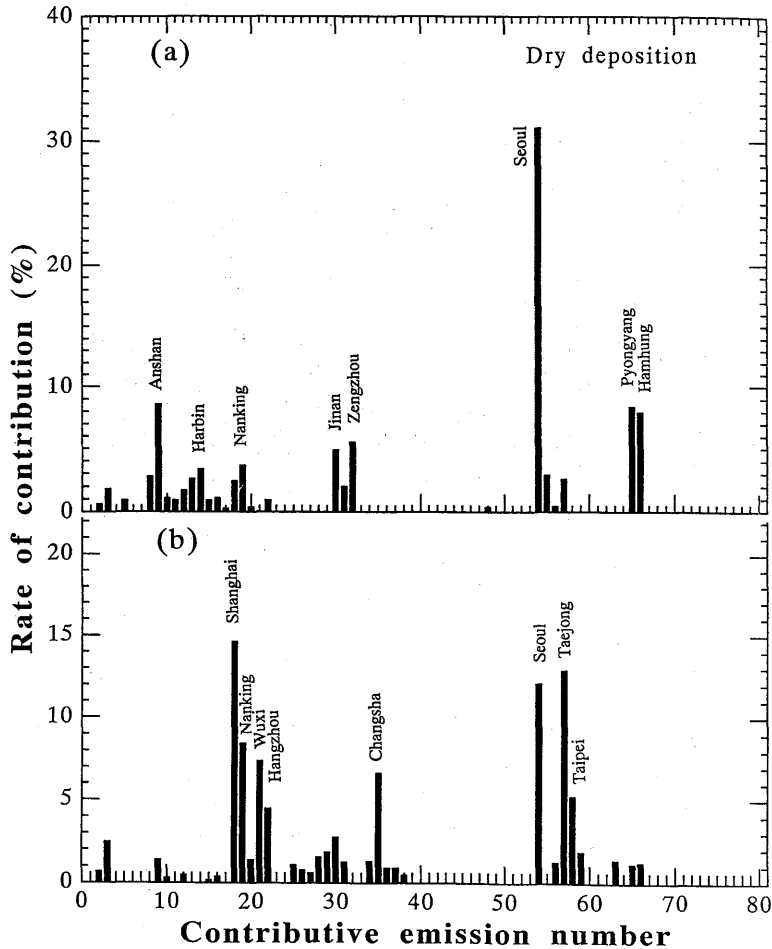 40
(a)
Dry deposition
Seoul
30
20
Anshan
Harbin
Nanking
Jinan
Zengzhou
Pyongyang
Hamhung
10
0
Rate of contribution (%)
(b)
20
Shanghai
Nanking
Wuxi
Hangzhou
Changsha
Seoul
Taejong
Taipei
15
10
5
0
0 10 20 30 40 50 60 70 80
Contributive emission number